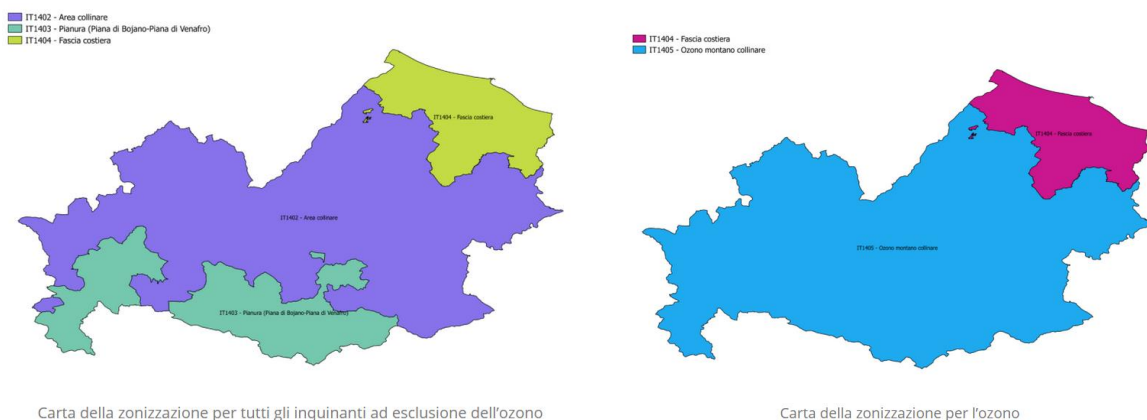 IT1402 - Area collinare
IT1403 - Pianura (Piana di Bojano-Piana di Venafro)
IT1404 - Fascia costiera
IT1404 - Fascia costiera
IT1402 - Area collinare
IT1403 - Pianura (Piana di Bojano-Piana di Venafro)
Carta della zonizzazione per tutti gli inquinanti ad esclusione dell'ozono
IT1404 - Fascia costiera
IT1405 - Ozono montano collinare
IT1404 - Fascia costiera
IT1405 - Ozono montano collinare
Carta della zonizzazione per l'ozono